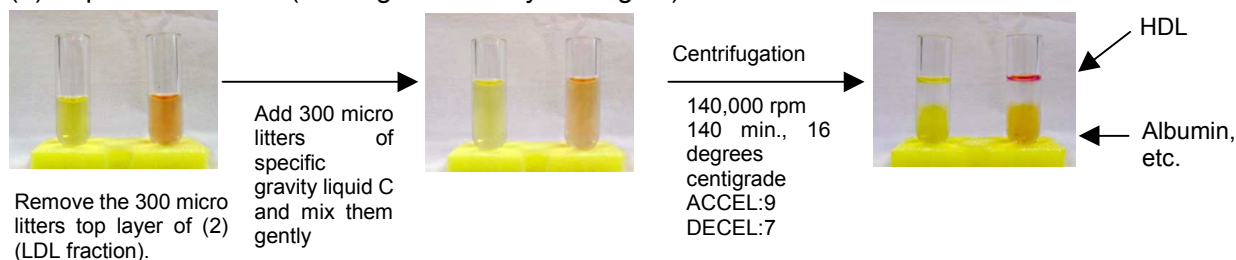 Remove the 300 micro
litters top layer of (2)
(LDL fraction).
Add 300 micro
litters of
specific
gravity liquid C
and mix them
gently
Centrifugation
140,000 rpm
140 min., 16
degrees
centigrade
ACCEL:9
DECEL:7
HDL
Albumin,
etc.